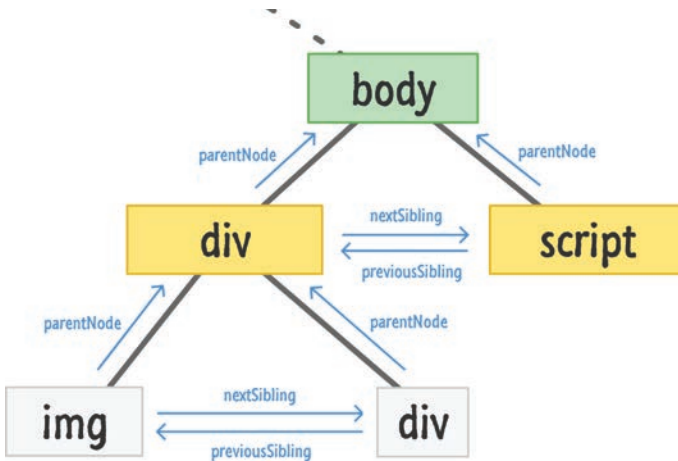 body
parentNode
parentNode
div
nextSibling
previousSibling
script
parentNode
parentNode
img
nextSibling
previousSibling
div